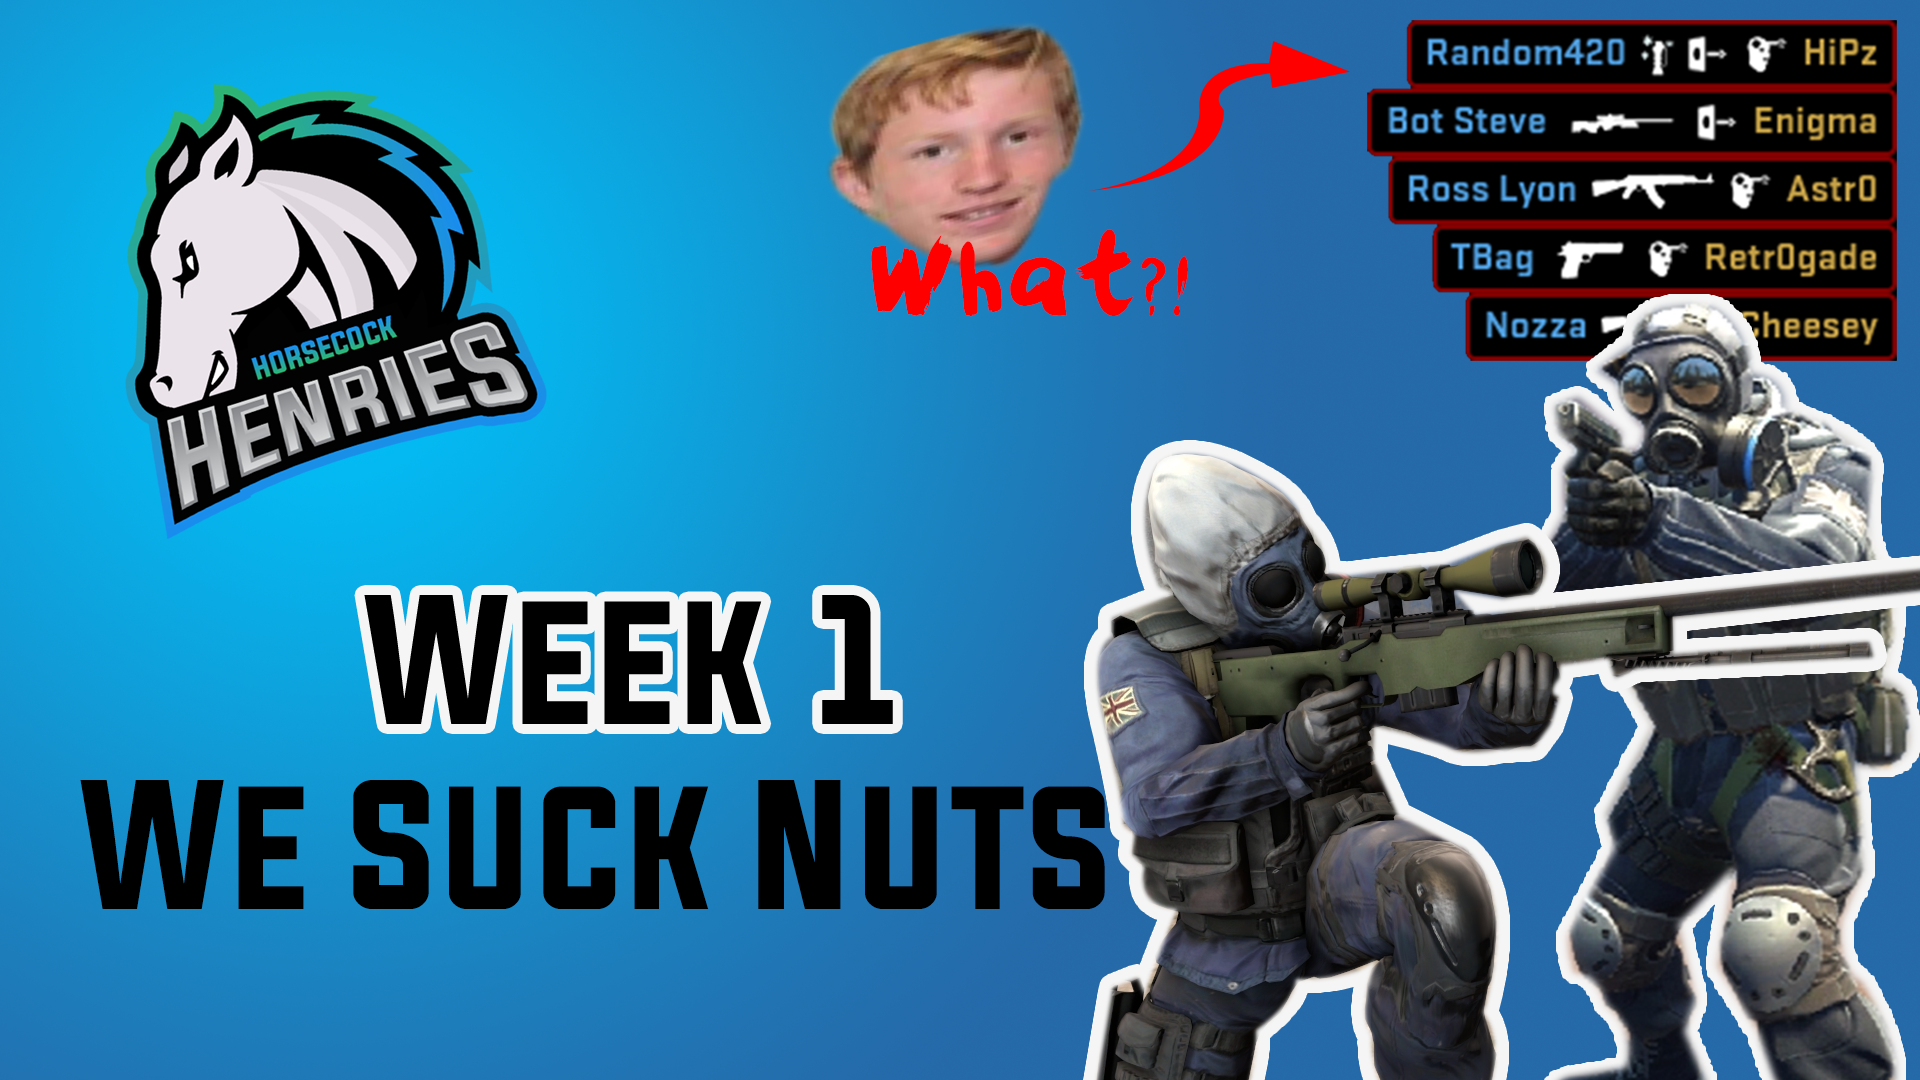 HORSECOCK
HENRIES
What?!
Random420 HiPz
Bot Steve Enigma
Ross Lyon Astr0
TBag Retr0gade
Nozza Cheesey
WEEK 1
WE SUCK NUTS